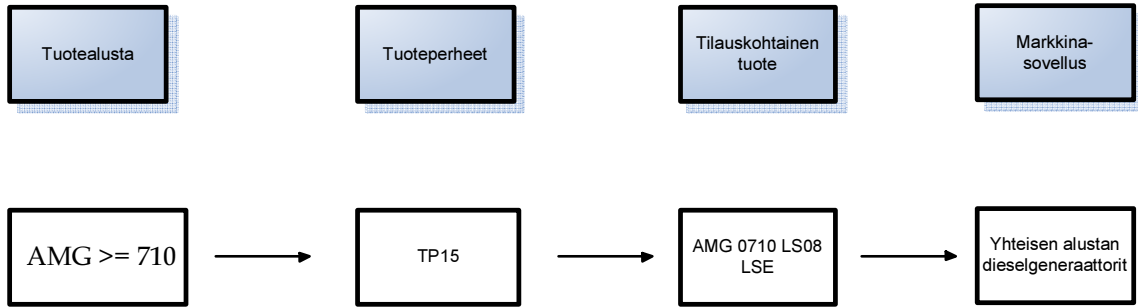 Tuotealusta
Tuoteperheet
Tilauskohtainen
tuote
Markkina-
sovellus
AMG >= 710
TP15
AMG 0710 LS08
LSE
Yhteisen alustan
dieselgeneraattorit